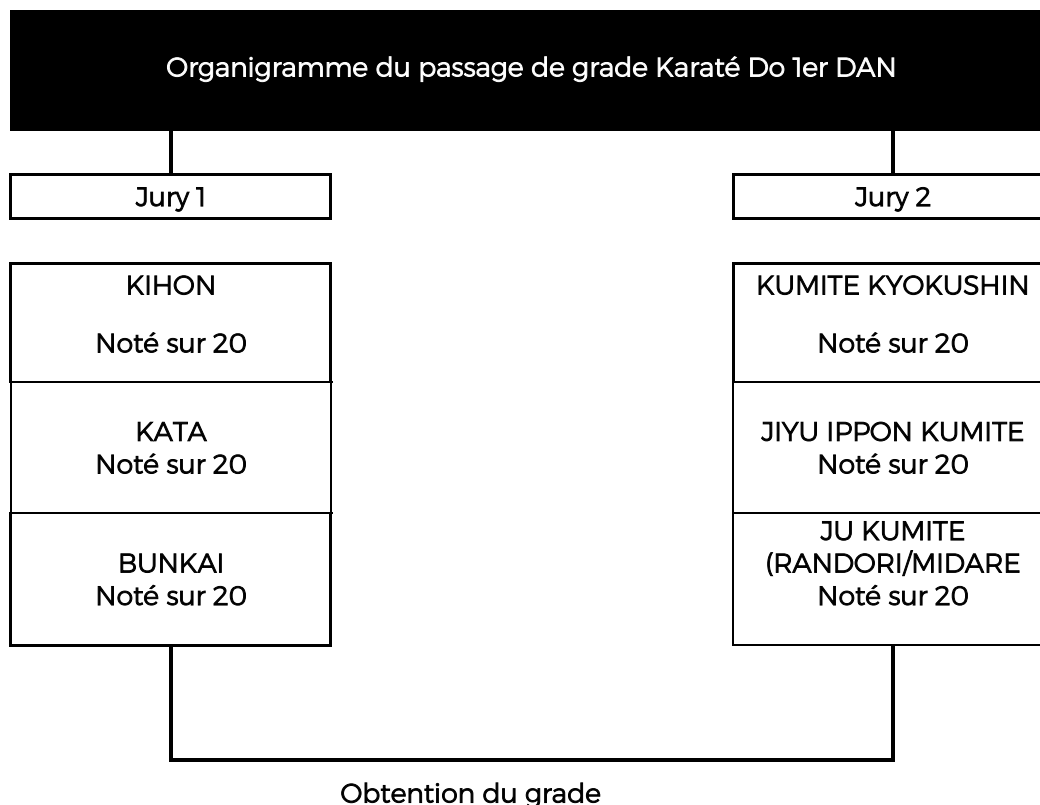 Organigramme du passage de grade Karaté Do 1er DAN
Jury 1
KIHON
Noté sur 20
KATA
Noté sur 20
BUNKAI
Noté sur 20
Jury 2
KUMITE KYOKUSHIN
Noté sur 20
JIYU IPPON KUMITE
Noté sur 20
JU KUMITE
(RANDORI/MIDARE
Noté sur 20
Obtention du grade